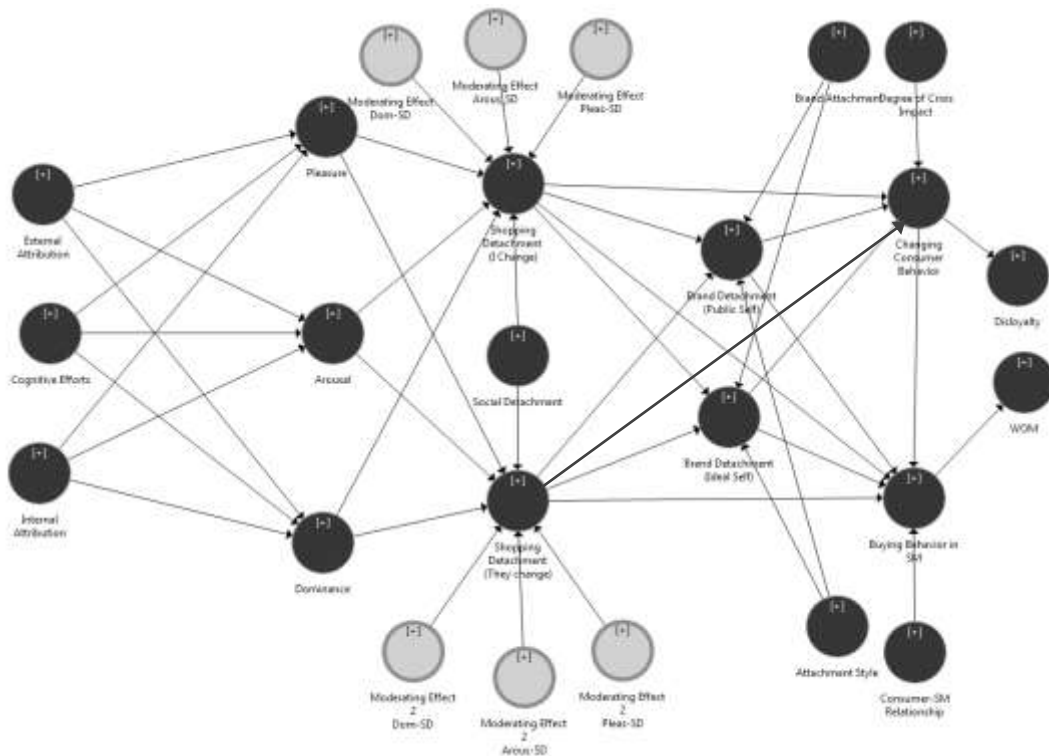 [+]
Moderating Effect
Dom-SD
[+]
Moderating Effect
Arous-SD
[+]
Moderating Effect
Pleas-SD
[+]
Brand Attachment
[+]
Degree of Crisis
Impact
[+]
Pleasure
[+]
External
Attribution
[+]
Shopping
Detachment
(I Change)
[+]
Changing
Consumer
Behavior
[+]
Brand Detachment
(Public Self)
[+]
Disloyalty
[+]
Cognitive Efforts
[+]
Arousal
[+]
Social Detachment
[+]
WOM
[+]
Brand Detachment
(Ideal Self)
[+]
Internal
Attribution
[+]
Dominance
[+]
Shopping
Detachment
(They change)
[+]
Buying Behavior in
SM
[+]
Moderating Effect
2
Dom-SD
[+]
Moderating Effect
2
Arous-SD
[+]
Moderating Effect
2
Pleas-SD
[+]
Attachment Style
[+]
Consumer-SM
Relationship